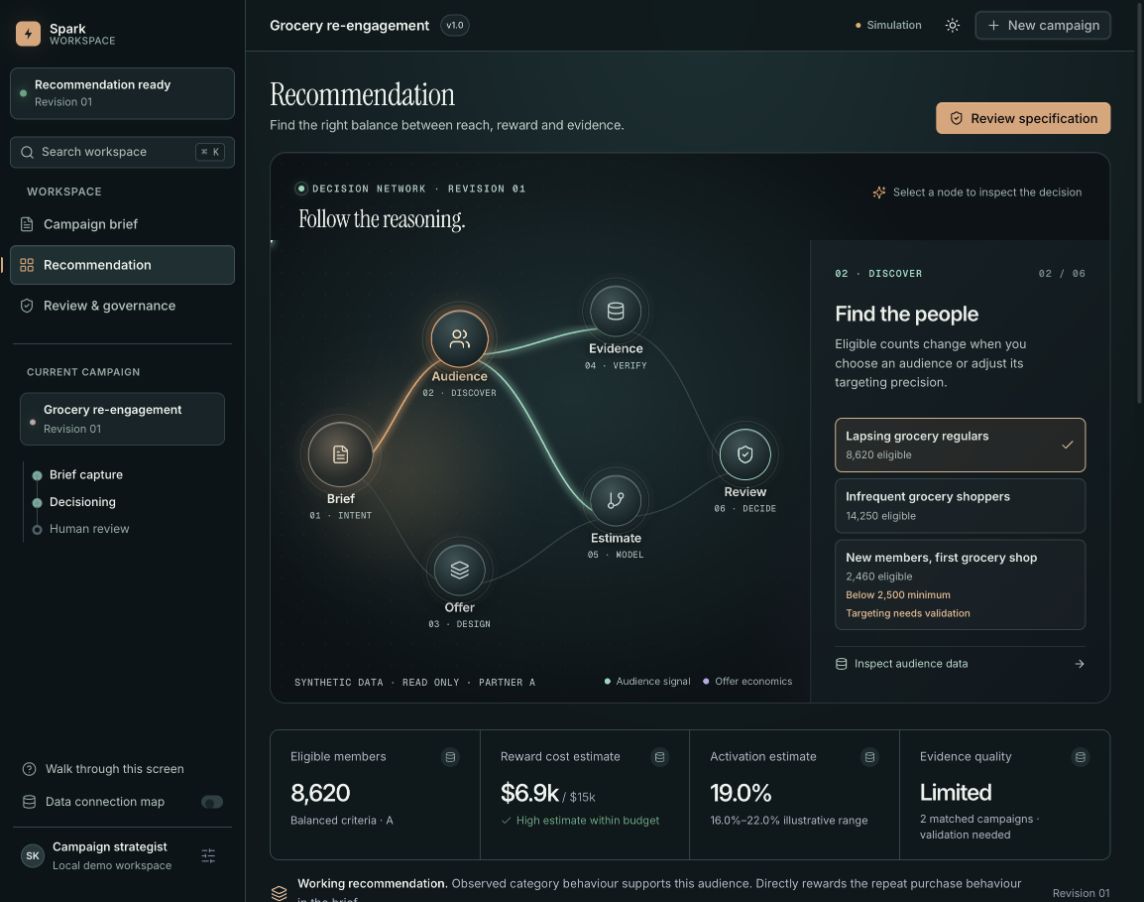 Spark
WORKSPACE
Recommendation ready
Revision 01
Search workspace
⌘ K
WORKSPACE
Campaign brief
Recommendation
Review & governance
CURRENT CAMPAIGN
Grocery re-engagement
Revision 01
Brief capture
Decisioning
Human review
Walk through this screen
Data connection map
SK
Campaign strategist
Local demo workspace
Grocery re-engagement
v1.0
Simulation
New campaign
Recommendation
Find the right balance between reach, reward and evidence.
Review specification
DECISION NETWORK · REVISION 01
Follow the reasoning.
Select a node to inspect the decision
Audience
02 · DISCOVER
Evidence
04 · VERIFY
Brief
01 · INTENT
Review
06 · DECIDE
Estimate
05 · MODEL
Offer
03 · DESIGN
SYNTHETIC DATA · READ ONLY · PARTNER A
Audience signal
Offer economics
02 · DISCOVER
02 / 06
Find the people
Eligible counts change when you
choose an audience or adjust its
targeting precision.
Lapsing grocery regulars
8,620 eligible
Infrequent grocery shoppers
14,250 eligible
New members, first grocery shop
2,460 eligible
Below 2,500 minimum
Targeting needs validation
Inspect audience data
Eligible members
8,620
Balanced criteria · A
Reward cost estimate
$6.9k / $15k
High estimate within budget
Activation estimate
19.0%
16.0%–22.0% illustrative range
Evidence quality
Limited
2 matched campaigns ·
validation needed
Working recommendation. Observed category behaviour supports this audience. Directly rewards the repeat purchase behaviour
in the brief.
Revision 01